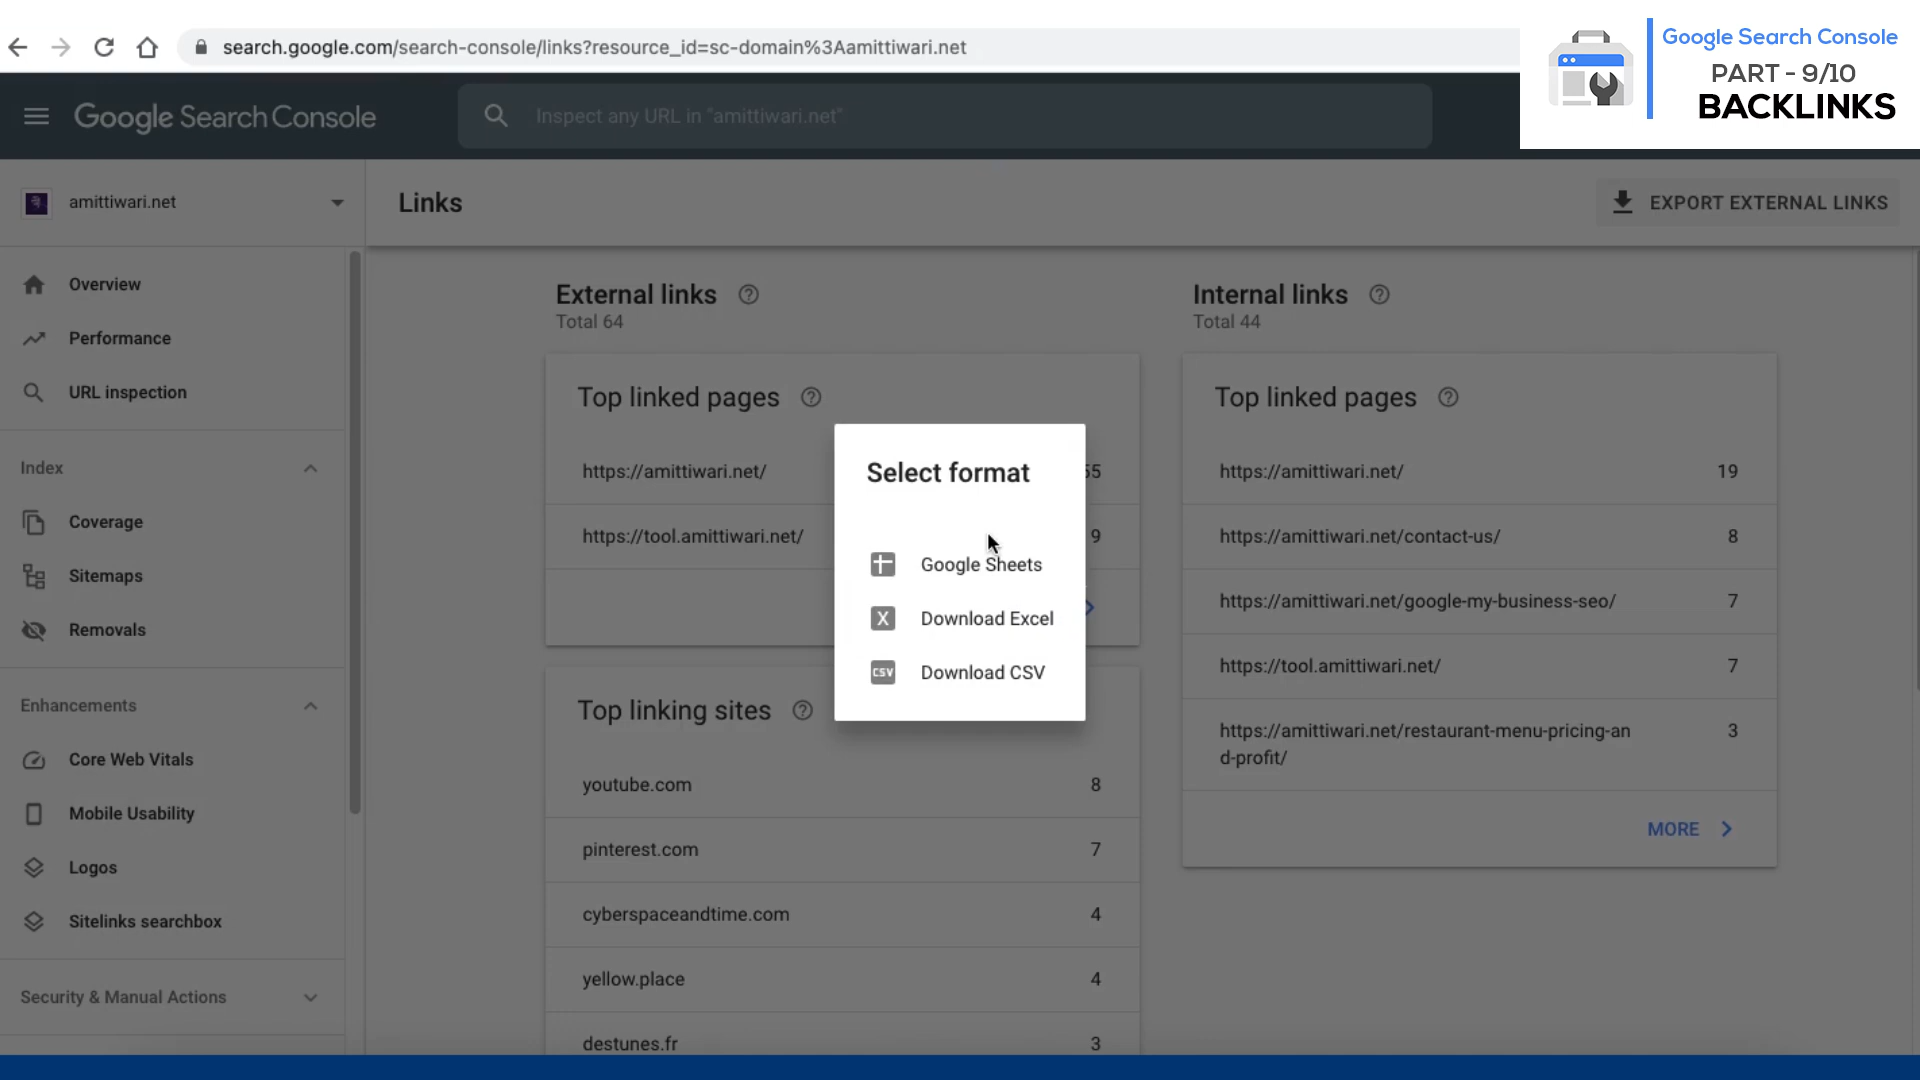 search.google.com/search-console/links?resource_id=sc-domain%3Aamittiwari.net
Google Search Console
PART - 9/10
BACKLINKS
Google Search Console
Inspect any URL in "amittiwari.net"
amittiwari.net
Links
EXPORT EXTERNAL LINKS
Overview
Performance
URL inspection
Index
Coverage
Sitemaps
Removals
Enhancements
Core Web Vitals
Mobile Usability
Logos
Sitelinks searchbox
Security & Manual Actions
External links
Total 64
Top linked pages
https://amittiwari.net/ 55
https://tool.amittiwari.net/ 9
Top linking sites
youtube.com 8
pinterest.com 7
cyberspaceandtime.com 4
yellow.place 4
destunes.fr 3
Select format
Google Sheets
X Download Excel
CSV Download CSV
Internal links
Total 44
Top linked pages
https://amittiwari.net/ 19
https://amittiwari.net/contact-us/ 8
https://amittiwari.net/google-my-business-seo/ 7
https://tool.amittiwari.net/ 7
https://amittiwari.net/restaurant-menu-pricing-an 3
d-profit/
MORE